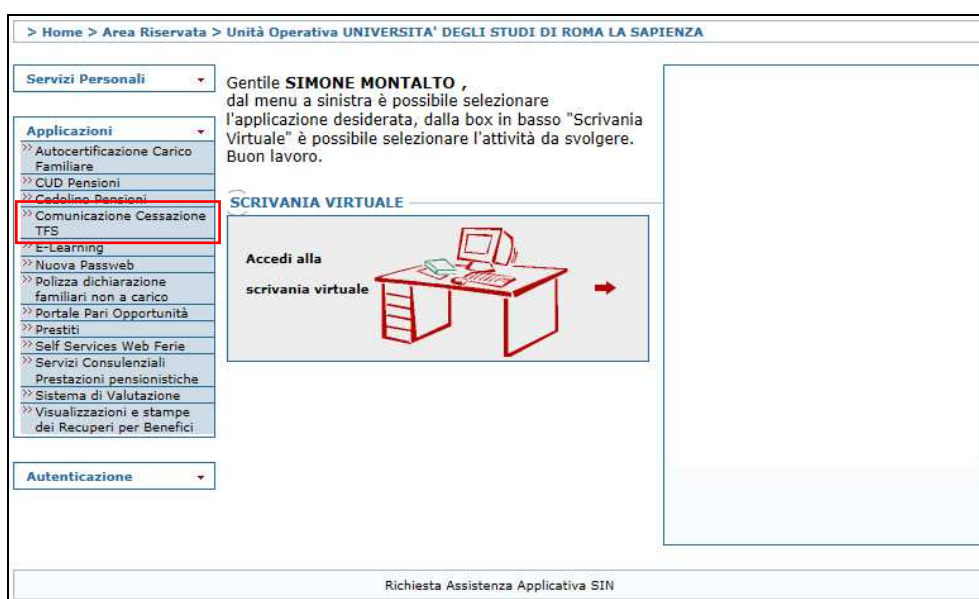 > Home > Area Riservata > Unità Operativa UNIVERSITA' DEGLI STUDI DI ROMA LA SAPIENZA
Servizi Personali
Applicazioni
Autocertificazione Carico
Familiare
CUD Pensioni
Cedolino Pensioni
Comunicazione Cessazione
TFS
E-Learning
Nuova Passweb
Polizza dichiarazione
familiari non a carico
Portale Pari Opportunità
Prestiti
Self Services Web Ferie
Servizi Consulenziali
Prestazioni pensionistiche
Sistema di Valutazione
Visualizzazioni e stampe
dei Recuperi per Benefici
Autenticazione
Gentile SIMONE MONTALTO ,
dal menu a sinistra è possibile selezionare
l'applicazione desiderata, dalla box in basso "Scrivania
Virtuale" è possibile selezionare l'attività da svolgere.
Buon lavoro.
SCRIVANIA VIRTUALE
Accedi alla
scrivania virtuale
Richiesta Assistenza Applicativa SIN